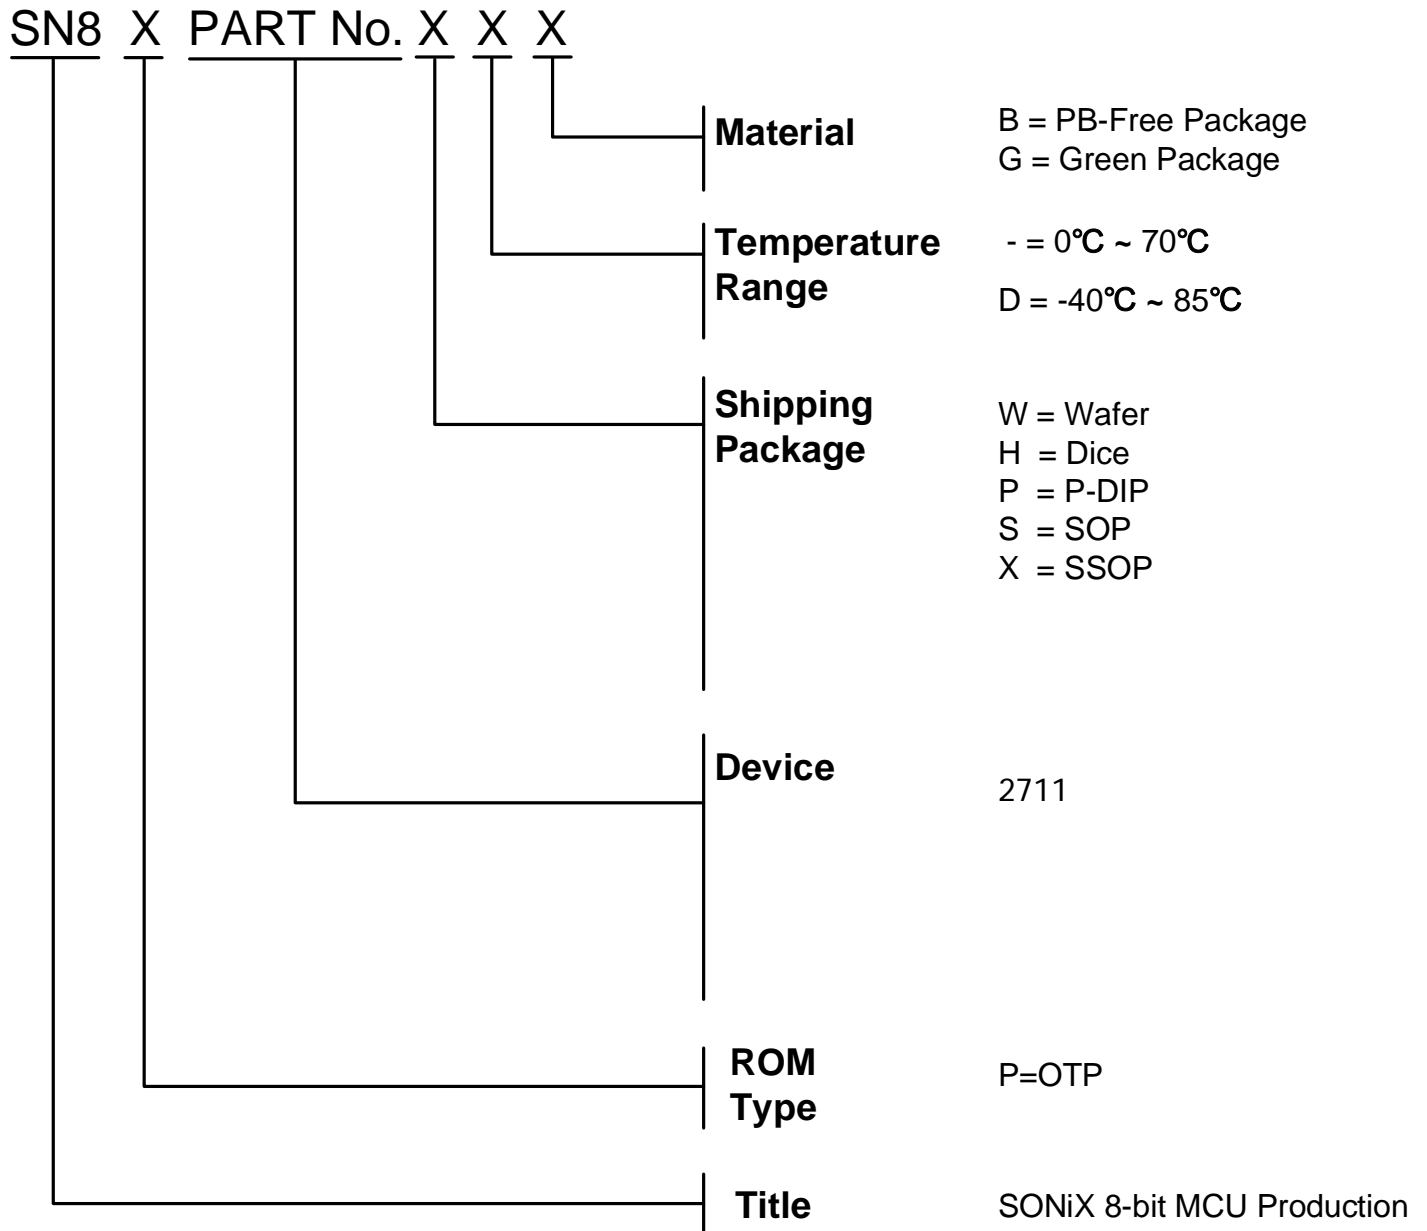 SN8 X PART No. X X X
Material
B = PB-Free Package
G = Green Package
Temperature
Range
- = 0℃ ~ 70℃
D = -40℃ ~ 85℃
Shipping
Package
W = Wafer
H = Dice
P = P-DIP
S = SOP
X = SSOP
Device
2711
ROM
Type
P=OTP
Title
SONiX 8-bit MCU Production